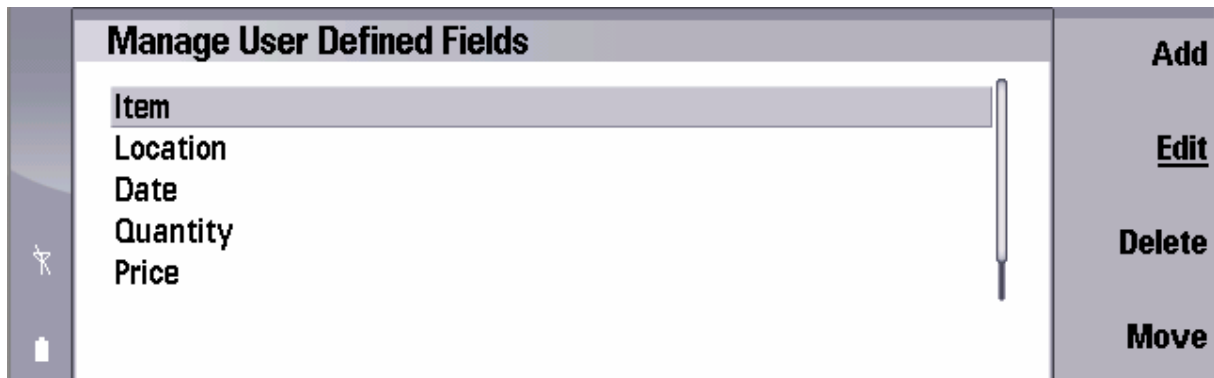 Manage User Defined Fields
Item
Location
Date
Quantity
Price
Add
Edit
Delete
Move